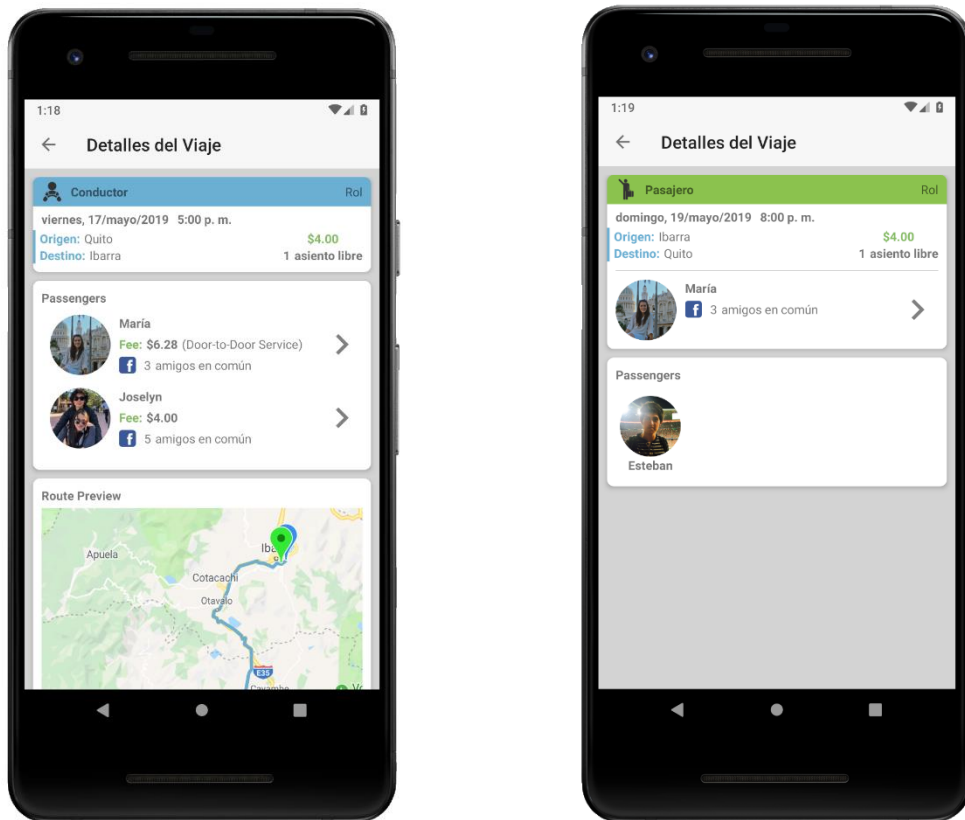 1:18
Detalles del Viaje
Conductor Rol
viernes, 17/mayo/2019 5:00 p. m.
Origen: Quito $4.00
Destino: Ibarra 1 asiento libre
Passengers
María
Fee: $6.28 (Door-to-Door Service)
f 3 amigos en común
Joselyn
Fee: $4.00
f 5 amigos en común
Route Preview
Apuela
Cotacachi
Otavalo
E35
1:19
Detalles del Viaje
Pasajero Rol
domingo, 19/mayo/2019 8:00 p. m.
Origen: Ibarra $4.00
Destino: Quito 1 asiento libre
María
f 3 amigos en común
Passengers
Esteban